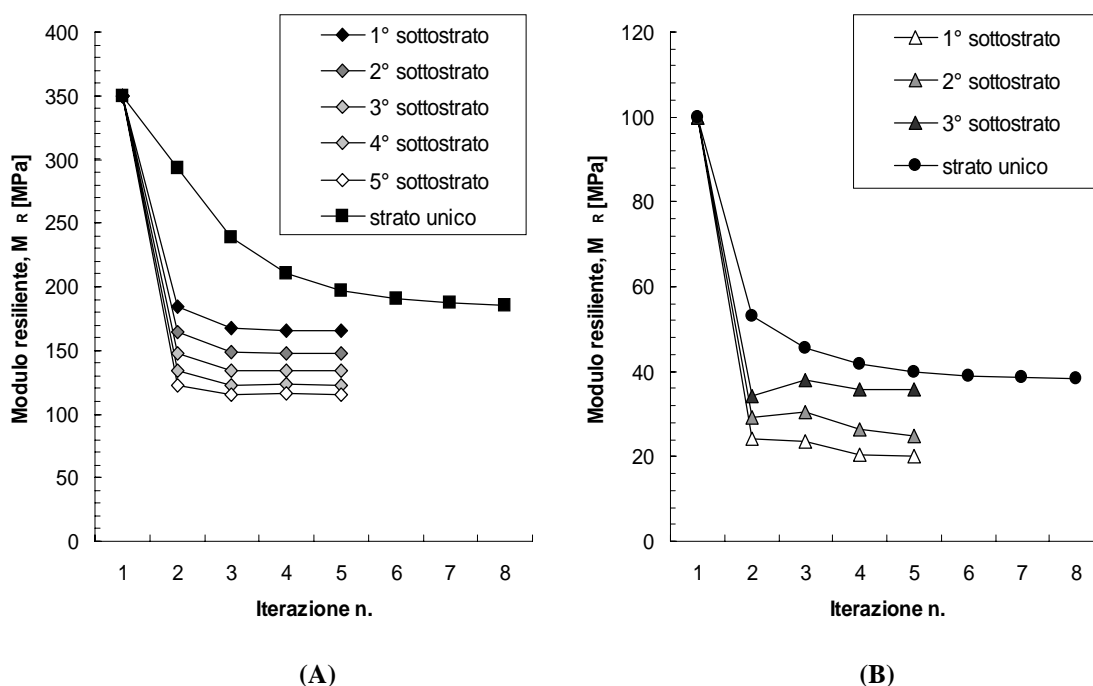 400
350
300
250
200
150
100
50
0
Modulo resiliente, M R [MPa]
1° sottostrato
2° sottostrato
3° sottostrato
4° sottostrato
5° sottostrato
strato unico
1 2 3 4 5 6 7 8
Iterazione n.
(A)
120
100
80
60
40
20
0
Modulo resiliente, M R [MPa]
1° sottostrato
2° sottostrato
3° sottostrato
strato unico
1 2 3 4 5 6 7 8
Iterazione n.
(B)